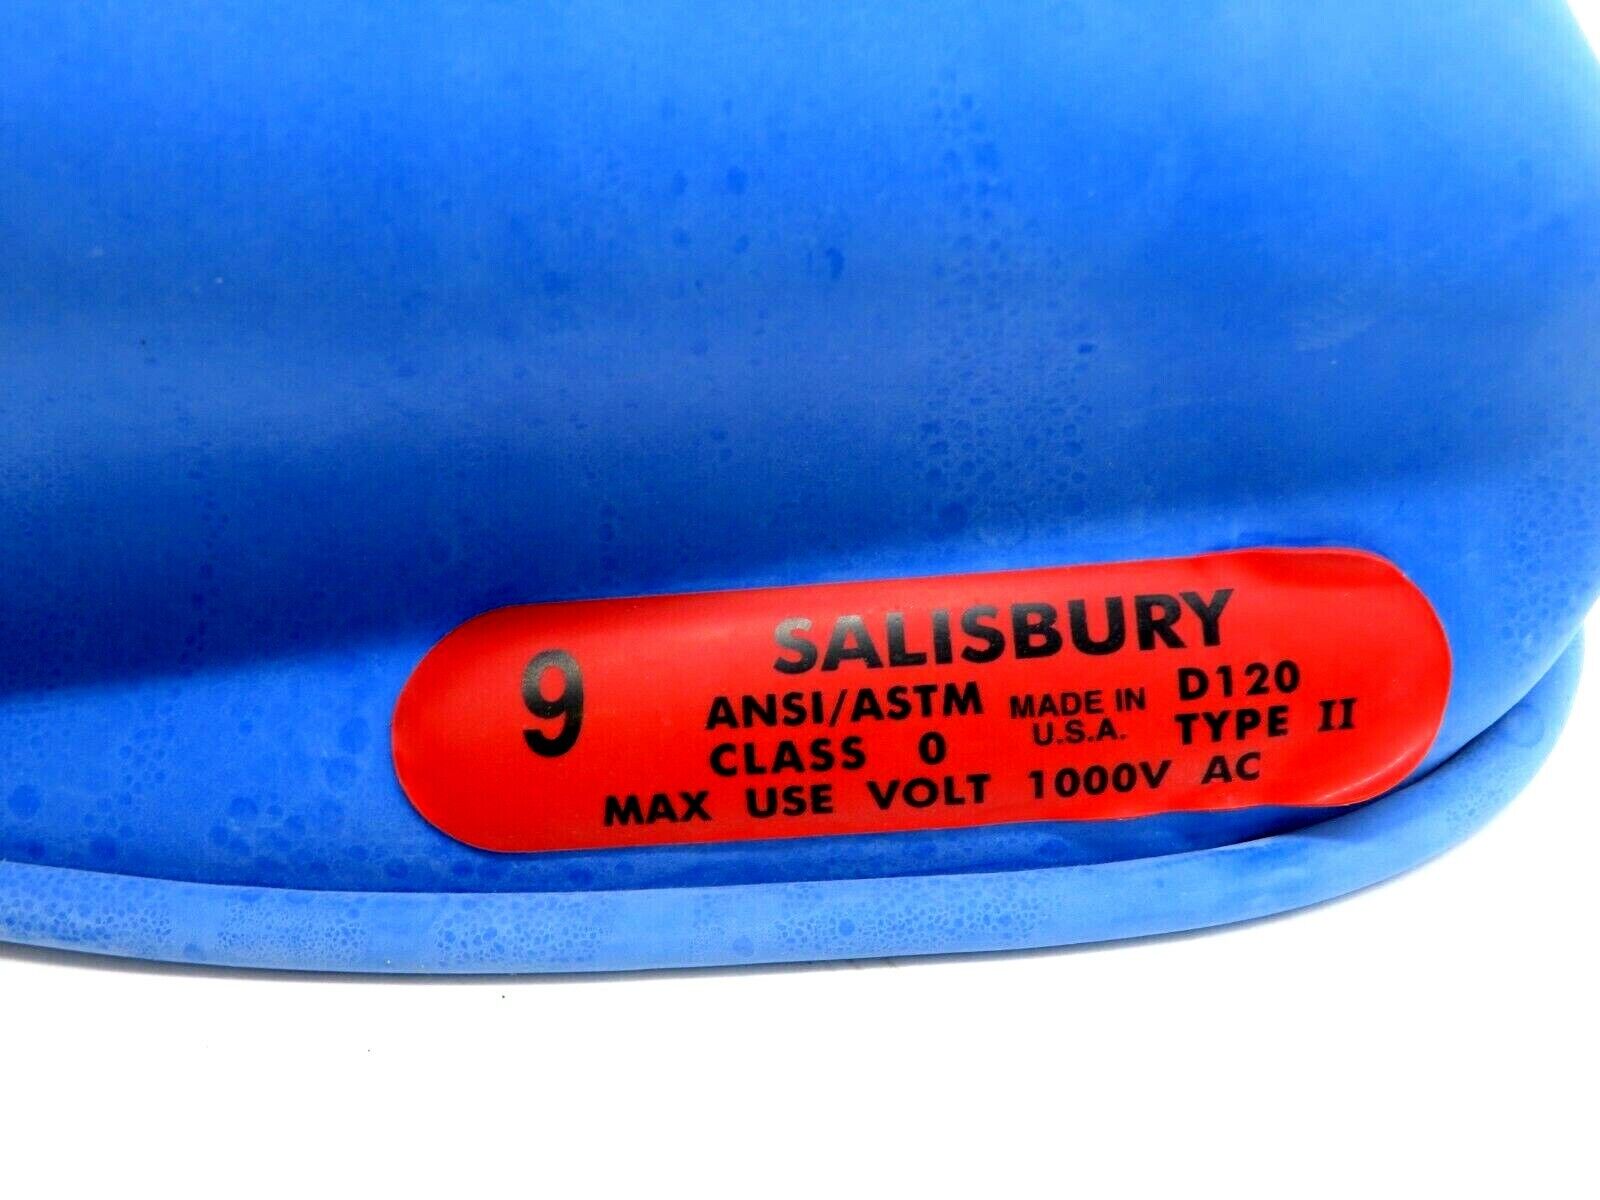 9 SALISBURY
ANSI/ASTM MADE IN D120
CLASS 0 U.S.A. TYPE II
MAX USE VOLT 1000V AC